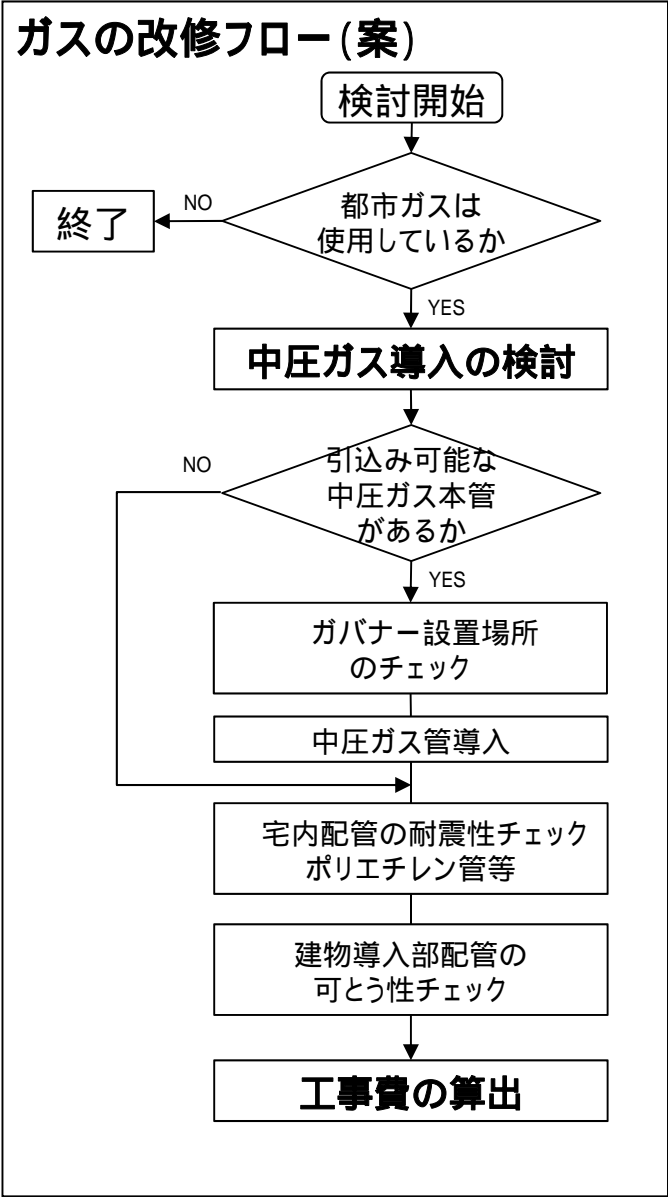 ガスの改修フロー(案)
検討開始
都市ガスは
使用しているか
NO
終了
YES
中圧ガス導入の検討
引込み可能な
中圧ガス本管
があるか
NO
YES
ガバナー設置場所
のチェック
中圧ガス管導入
宅内配管の耐震性チェック
ポリエチレン管等
建物導入部配管の
可とう性チェック
工事費の算出